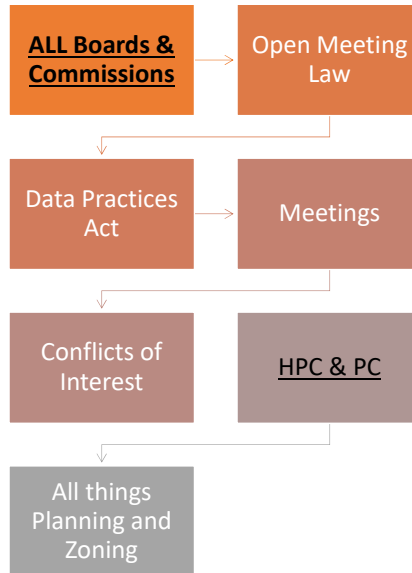 ALL Boards &
Commissions
Open Meeting
Law
Data Practices
Act
Meetings
Conflicts of
Interest
HPC & PC
All things
Planning and
Zoning